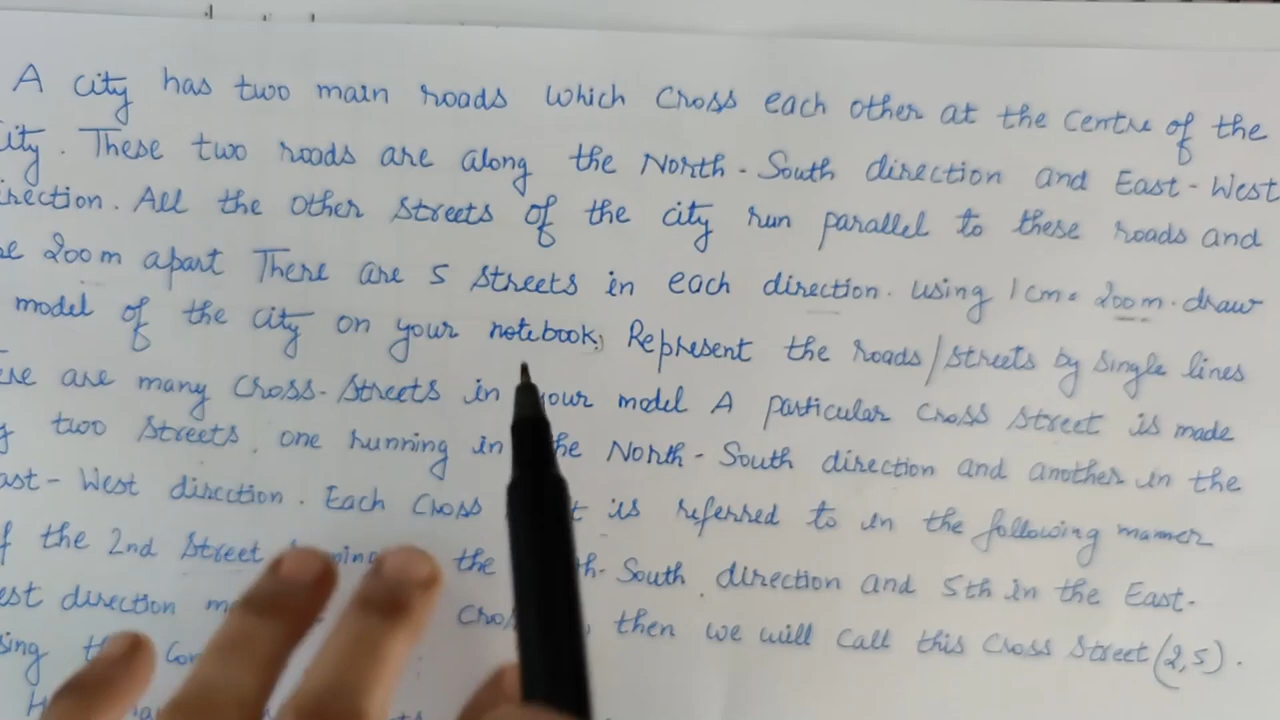 A city has two main roads which cross each other at the centre of the
city. These two roads are along the North-South direction and East-West
direction. All the other streets of the city run parallel to these roads and
200m apart There are 5 streets in each direction. using 1cm = 200m. draw
model of the city on your notebook, Represent the roads/streets by single lines
are many cross-streets in your model A particular cross street is made
two streets, one running in the North-South direction and another in the
East-West direction. Each cross is referred to in the following manner
the 2nd street the South direction and 5th in the East-
West direction then we will call this cross street (2,5).